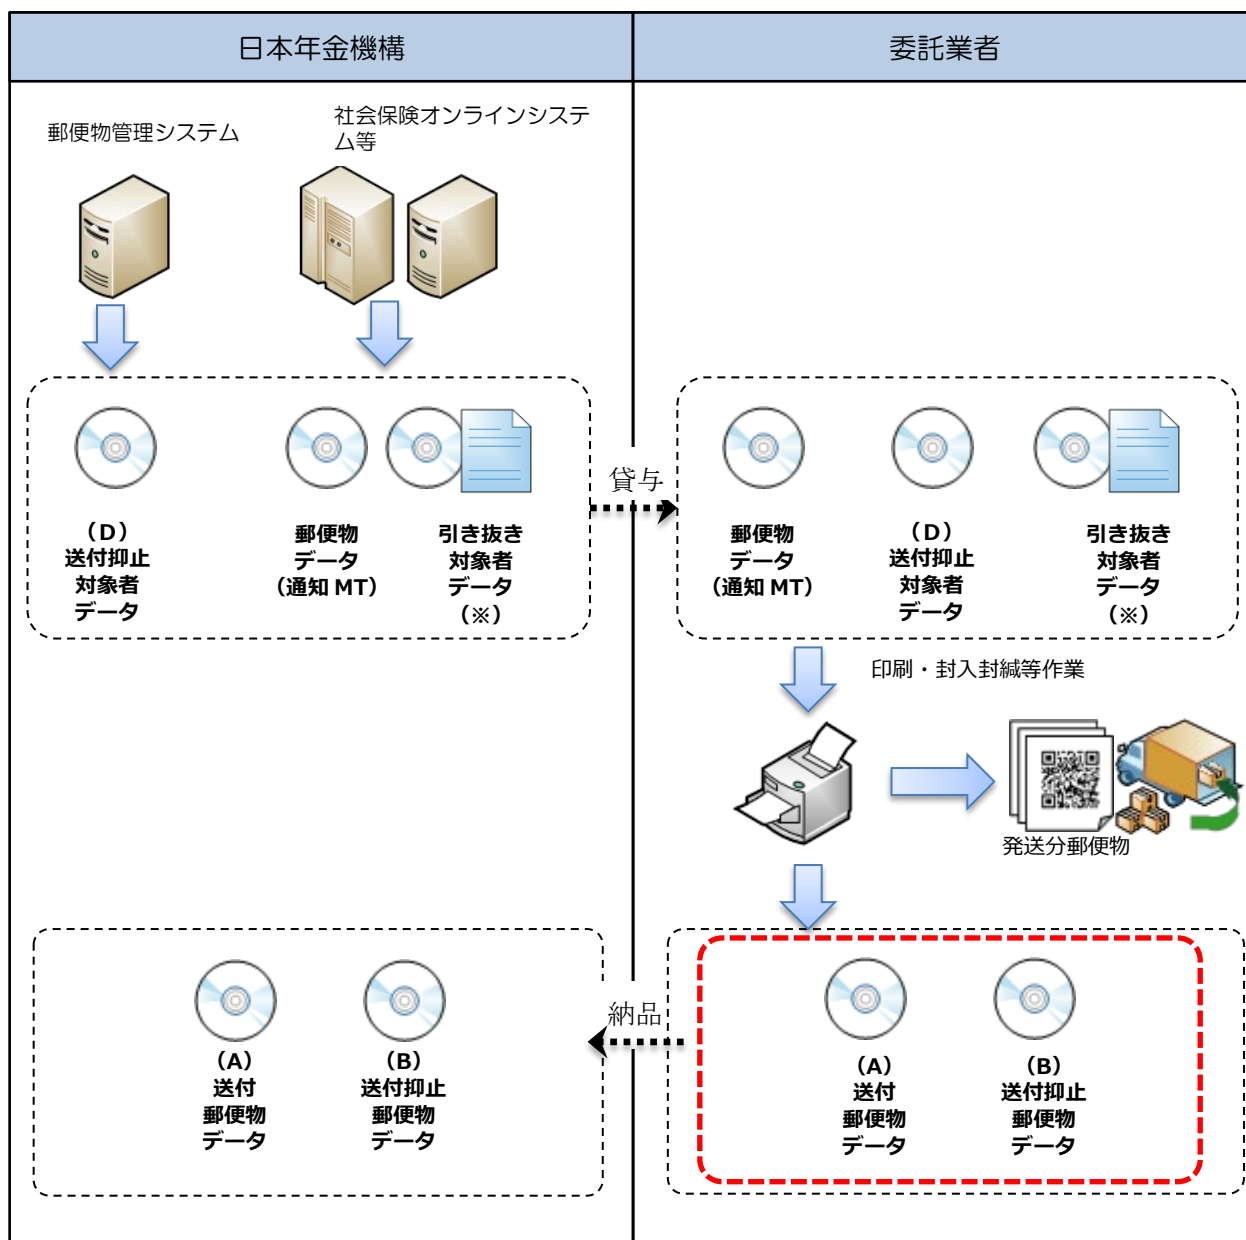 日本年金機構
委託業者
郵便物管理システム
社会保険オンラインシステ
ム等
（D）
送付抑止
対象者
データ
郵便物
データ
（通知 MT）
引き抜き
対象者
データ
（※）
貸与
郵便物
データ
（通知 MT）
（D）
送付抑止
対象者
データ
引き抜き
対象者
データ
（※）
印刷・封入封緘等作業
発送分郵便物
（A）
送付
郵便物
データ
（B）
送付抑止
郵便物
データ
納品
（A）
送付
郵便物
データ
（B）
送付抑止
郵便物
データ